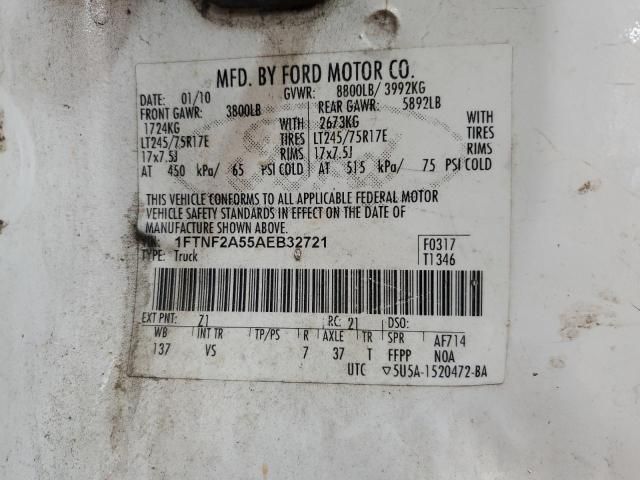 MFD. BY FORD MOTOR CO.
DATE: 01/10 GVWR: 8800LB/ 3992KG
FRONT GAWR: 3800LB REAR GAWR: 5892LB
1724KG WITH 2673KG WITH
LT245/75R17E TIRES LT245/75R17E TIRES
17x7.5J RIMS 17x7.5J RIMS
AT 450 kPa/ 65 PSI COLD AT 515 kPa/ 75 PSI COLD
THIS VEHICLE CONFORMS TO ALL APPLICABLE FEDERAL MOTOR
VEHICLE SAFETY STANDARDS IN EFFECT ON THE DATE OF
MANUFACTURE SHOWN ABOVE.
VIN: 1FTNF2A55AEB32721 F0317
TYPE: Truck T1346
EXT PNT: Z1 RC: 21 DSO:
WB INT TR TP/PS R AXLE TR SPR AF714
137 VS 7 37 T FFPP N0A
UTC ▽5U5A-1520472-BA